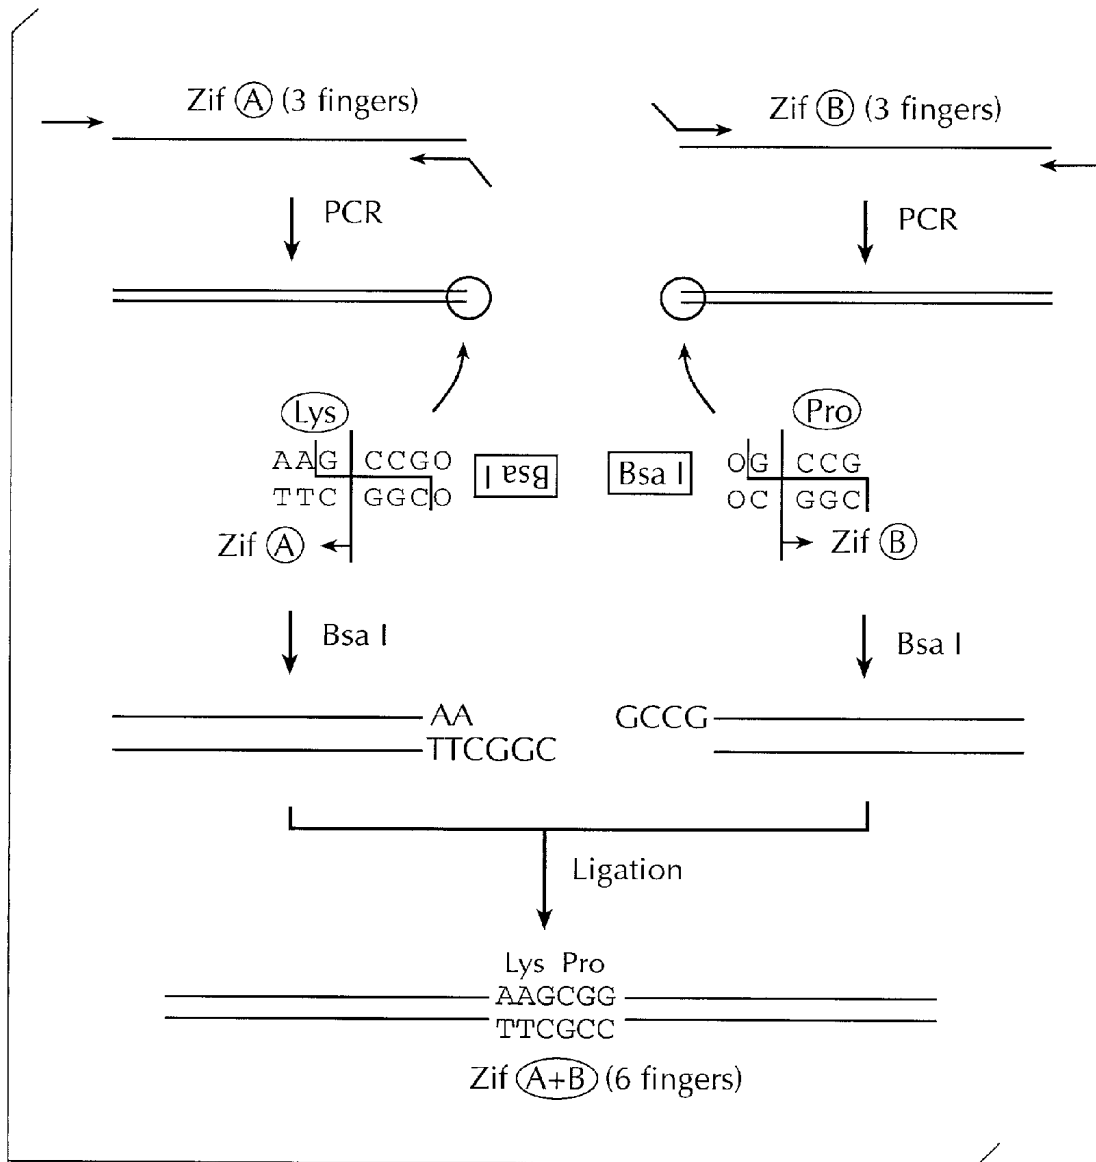 Zif A (3 fingers)
Zif B (3 fingers)
PCR
PCR
Lys
Pro
AAG CCGO
TTC GGCO
Bsa I
Bsa I
OG CCG
OC GGC
Zif A
Zif B
Bsa I
Bsa I
AA
TTCGGC
GCCG
Ligation
Lys Pro
AAGCGG
TTCGCC
Zif A+B (6 fingers)